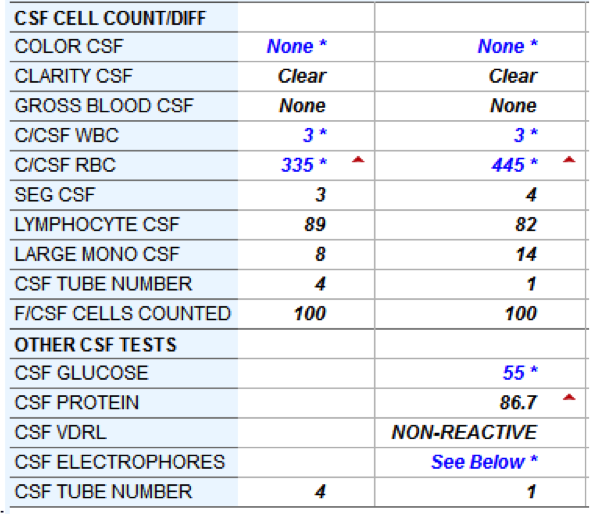 CSF CELL COUNT/DIFF
COLOR CSF None * None *
CLARITY CSF Clear Clear
GROSS BLOOD CSF None None
C/CSF WBC 3 * 3 *
C/CSF RBC 335 * 445 *
SEG CSF 3 4
LYMPHOCYTE CSF 89 82
LARGE MONO CSF 8 14
CSF TUBE NUMBER 4 1
F/CSF CELLS COUNTED 100 100
OTHER CSF TESTS
CSF GLUCOSE 55 *
CSF PROTEIN 86.7
CSF VDRL NON-REACTIVE
CSF ELECTROPHORES See Below *
CSF TUBE NUMBER 4 1